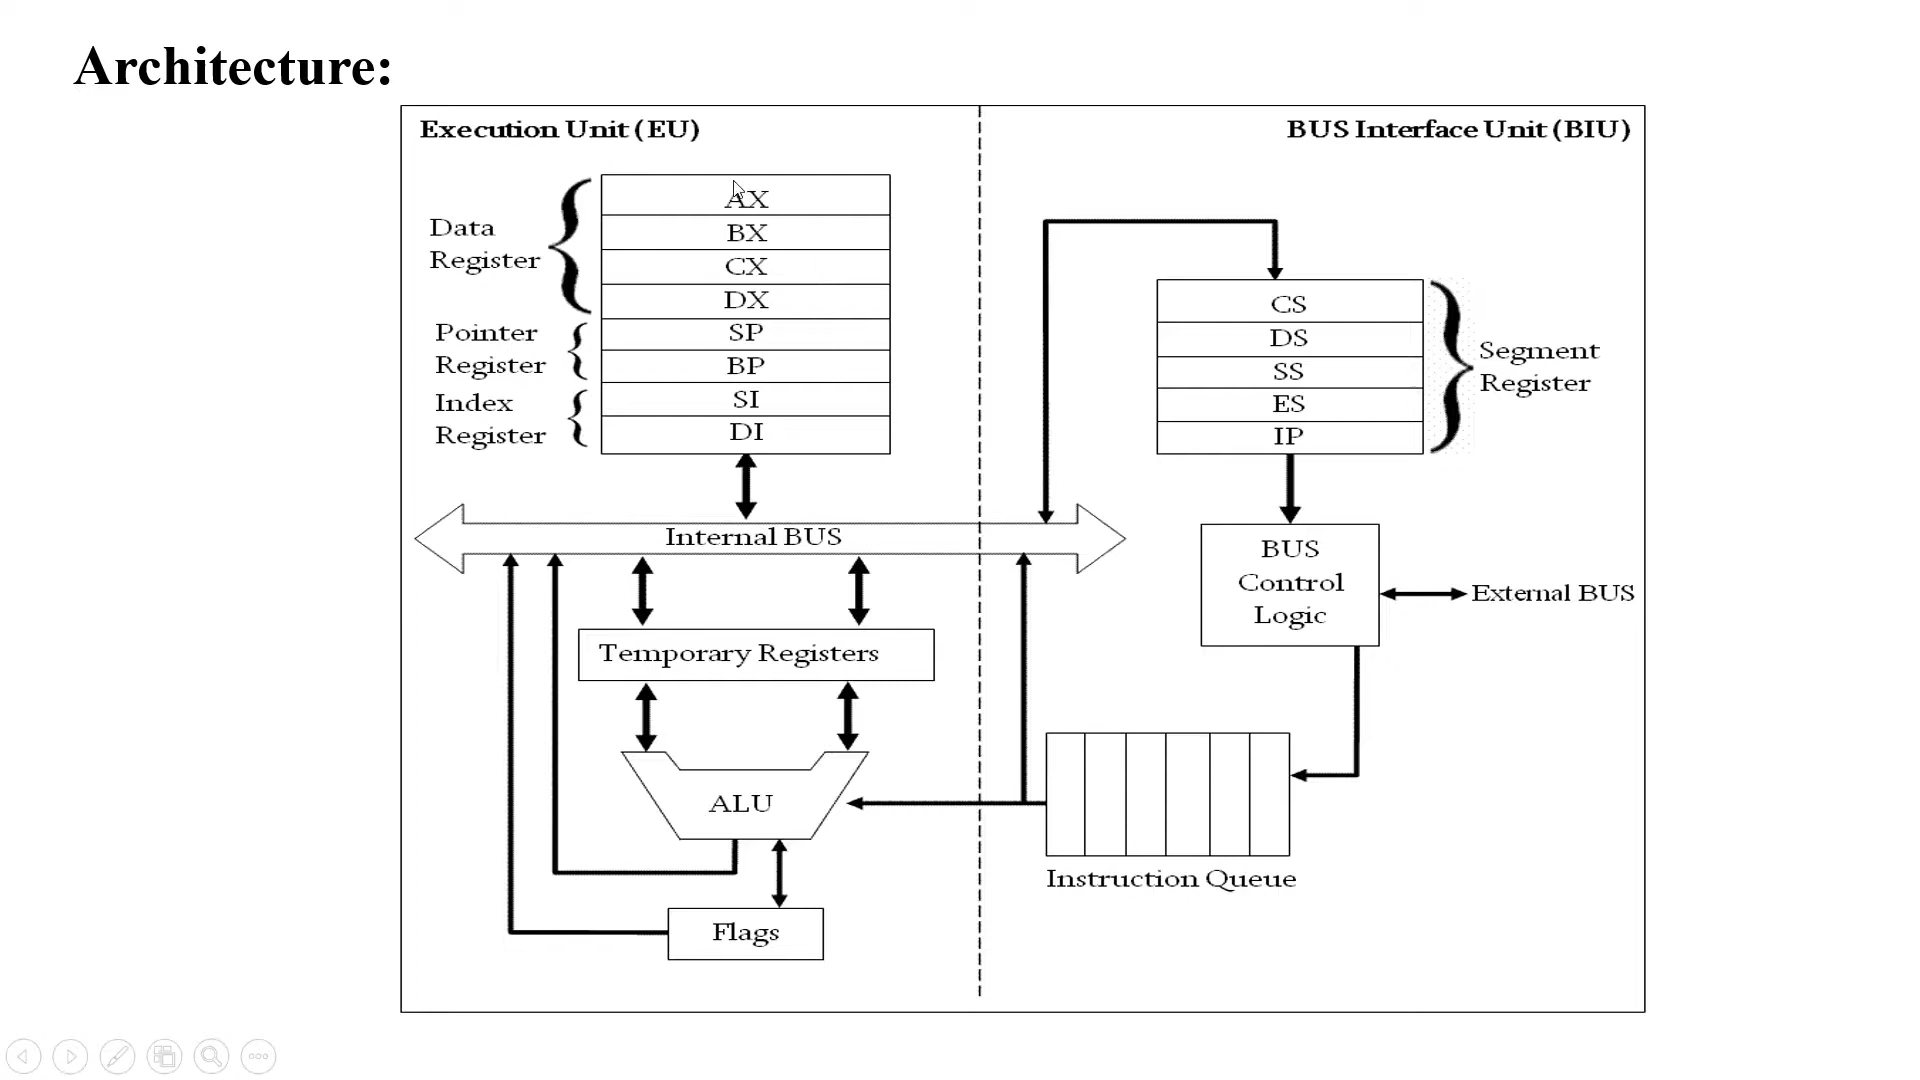 Architecture:
Execution Unit (EU)
BUS Interface Unit (BIU)
Data
Register
AX
BX
CX
DX
Pointer
Register
SP
BP
Index
Register
SI
DI
CS
DS
SS
ES
IP
Segment
Register
Internal BUS
BUS
Control
Logic
External BUS
Temporary Registers
ALU
Instruction Queue
Flags